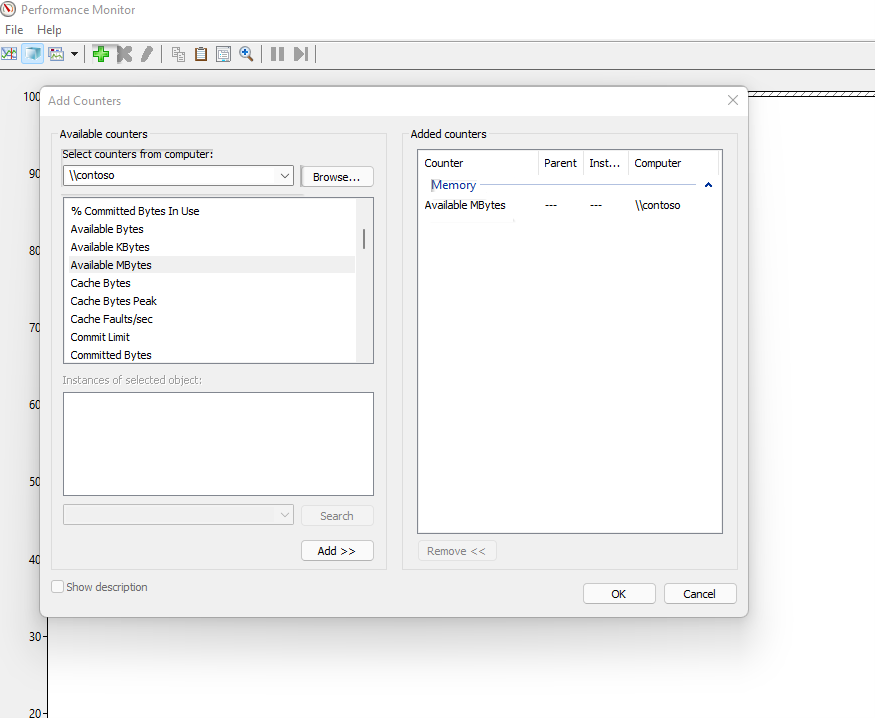 Performance Monitor
File Help
100
Add Counters
Available counters
Select counters from computer:
\\contoso
Browse...
% Committed Bytes In Use
Available Bytes
Available KBytes
Available MBytes
Cache Bytes
Cache Bytes Peak
Cache Faults/sec
Commit Limit
Committed Bytes
Instances of selected object:
Search
Add >>
Show description
Added counters
Counter Parent Inst... Computer
Memory
Available MBytes --- --- \\contoso
Remove <<
OK Cancel
90
80
70
60
50
40
30
20